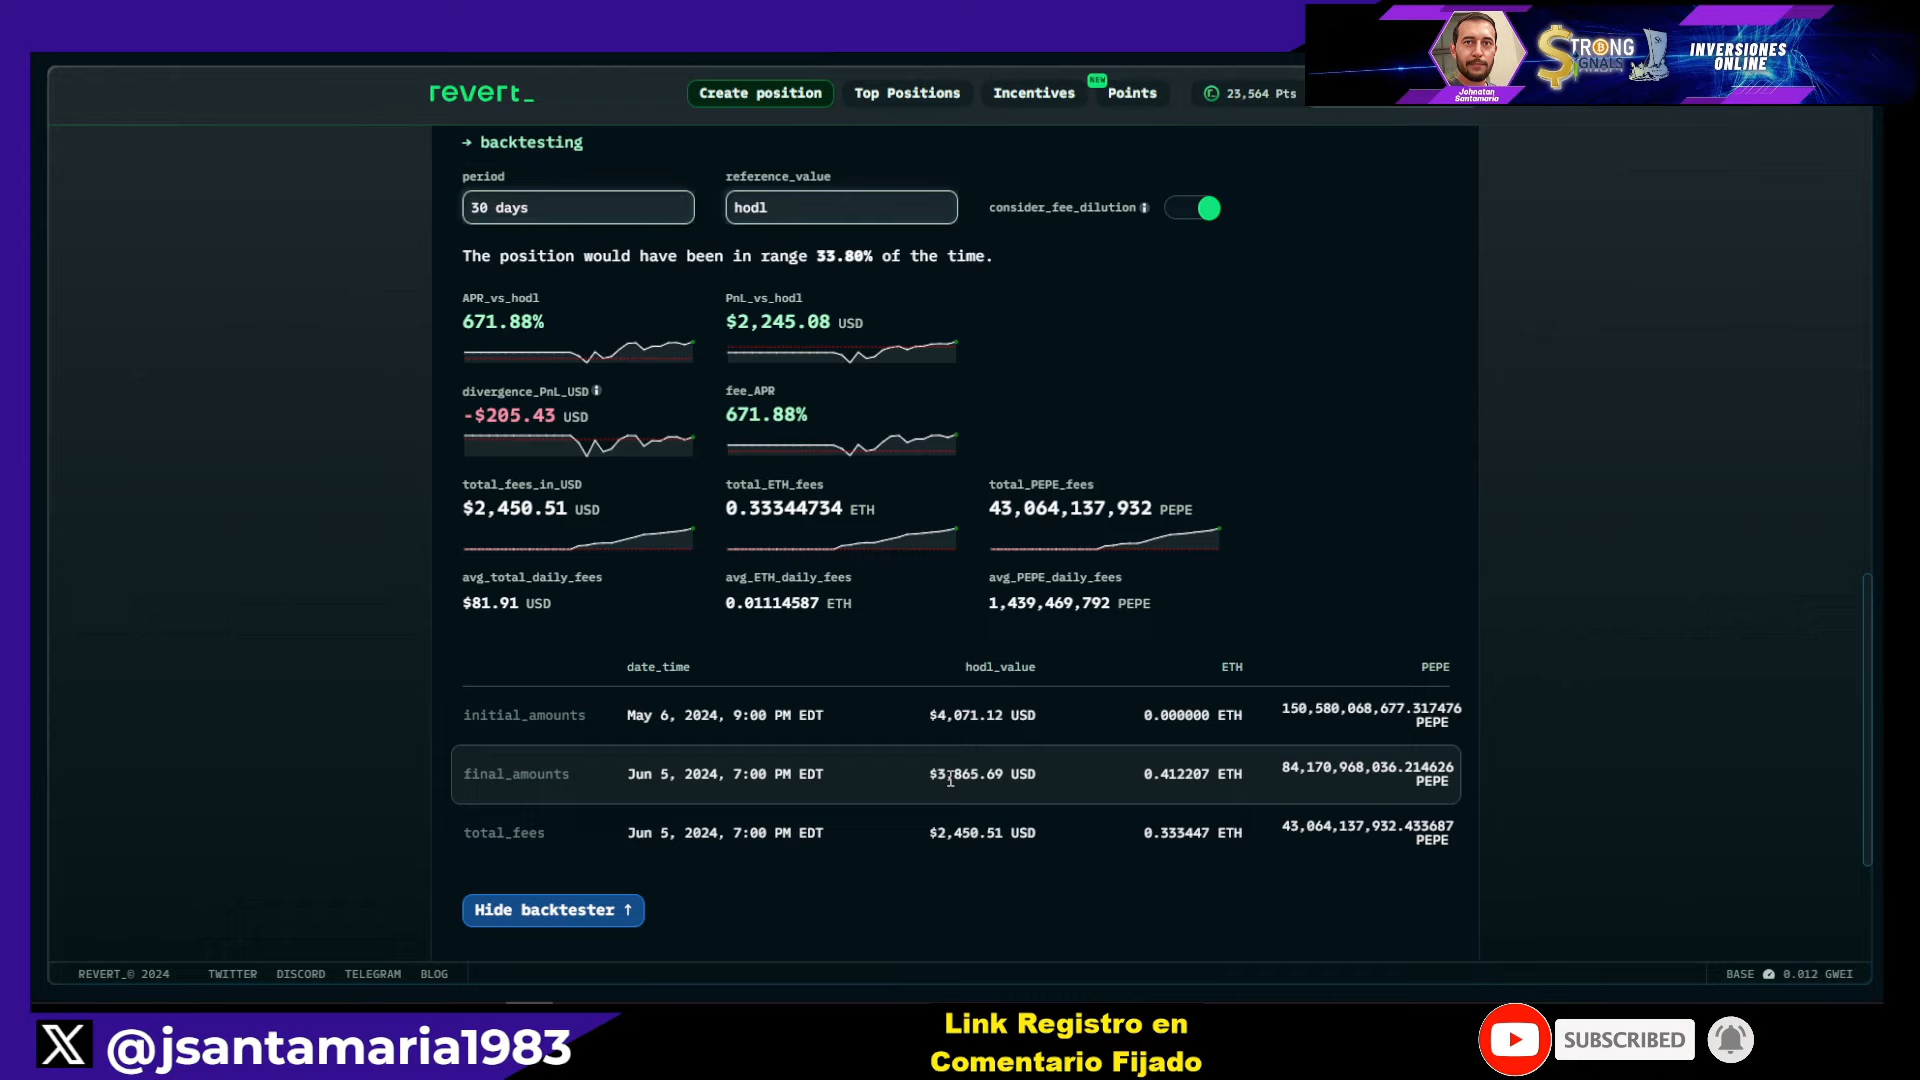 Johnatan
Santamaria
STRONG
SIGNALS
INVERSIONES
ONLINE
revert_
Create position
Top Positions
Incentives
NEW
Points
23,564 Pts
→ backtesting
period
reference_value
30 days
hodl
consider_fee_dilution
The position would have been in range 33.80% of the time.
APR_vs_hodl
PnL_vs_hodl
671.88%
$2,245.08 USD
divergence_PnL_USD
fee_APR
-$205.43 USD
671.88%
total_fees_in_USD
total_ETH_fees
total_PEPE_fees
$2,450.51 USD
0.33344734 ETH
43,064,137,932 PEPE
avg_total_daily_fees
avg_ETH_daily_fees
avg_PEPE_daily_fees
$81.91 USD
0.01114587 ETH
1,439,469,792 PEPE
date_time
hodl_value
ETH
PEPE
initial_amounts
May 6, 2024, 9:00 PM EDT
$4,071.12 USD
0.000000 ETH
150,580,068,677.317476
PEPE
final_amounts
Jun 5, 2024, 7:00 PM EDT
$3,865.69 USD
0.412207 ETH
84,170,968,036.214626
PEPE
total_fees
Jun 5, 2024, 7:00 PM EDT
$2,450.51 USD
0.333447 ETH
43,064,137,932.433687
PEPE
Hide backtester ↑
REVERT_© 2024
TWITTER
DISCORD
TELEGRAM
BLOG
BASE
0.012 GWEI
X @jsantamaria1983
Link Registro en
Comentario Fijado
SUBSCRIBED